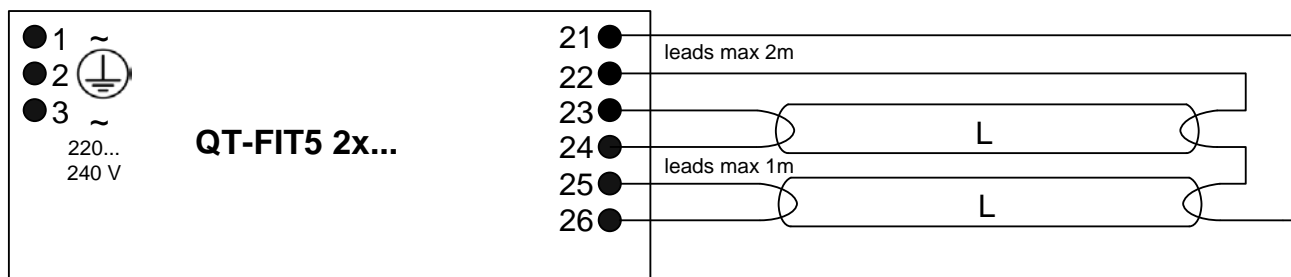 1 ~
2
3 ~
220...
240 V
QT-FIT5 2x...
21
22
23
24
25
26
leads max 2m
leads max 1m
L
L